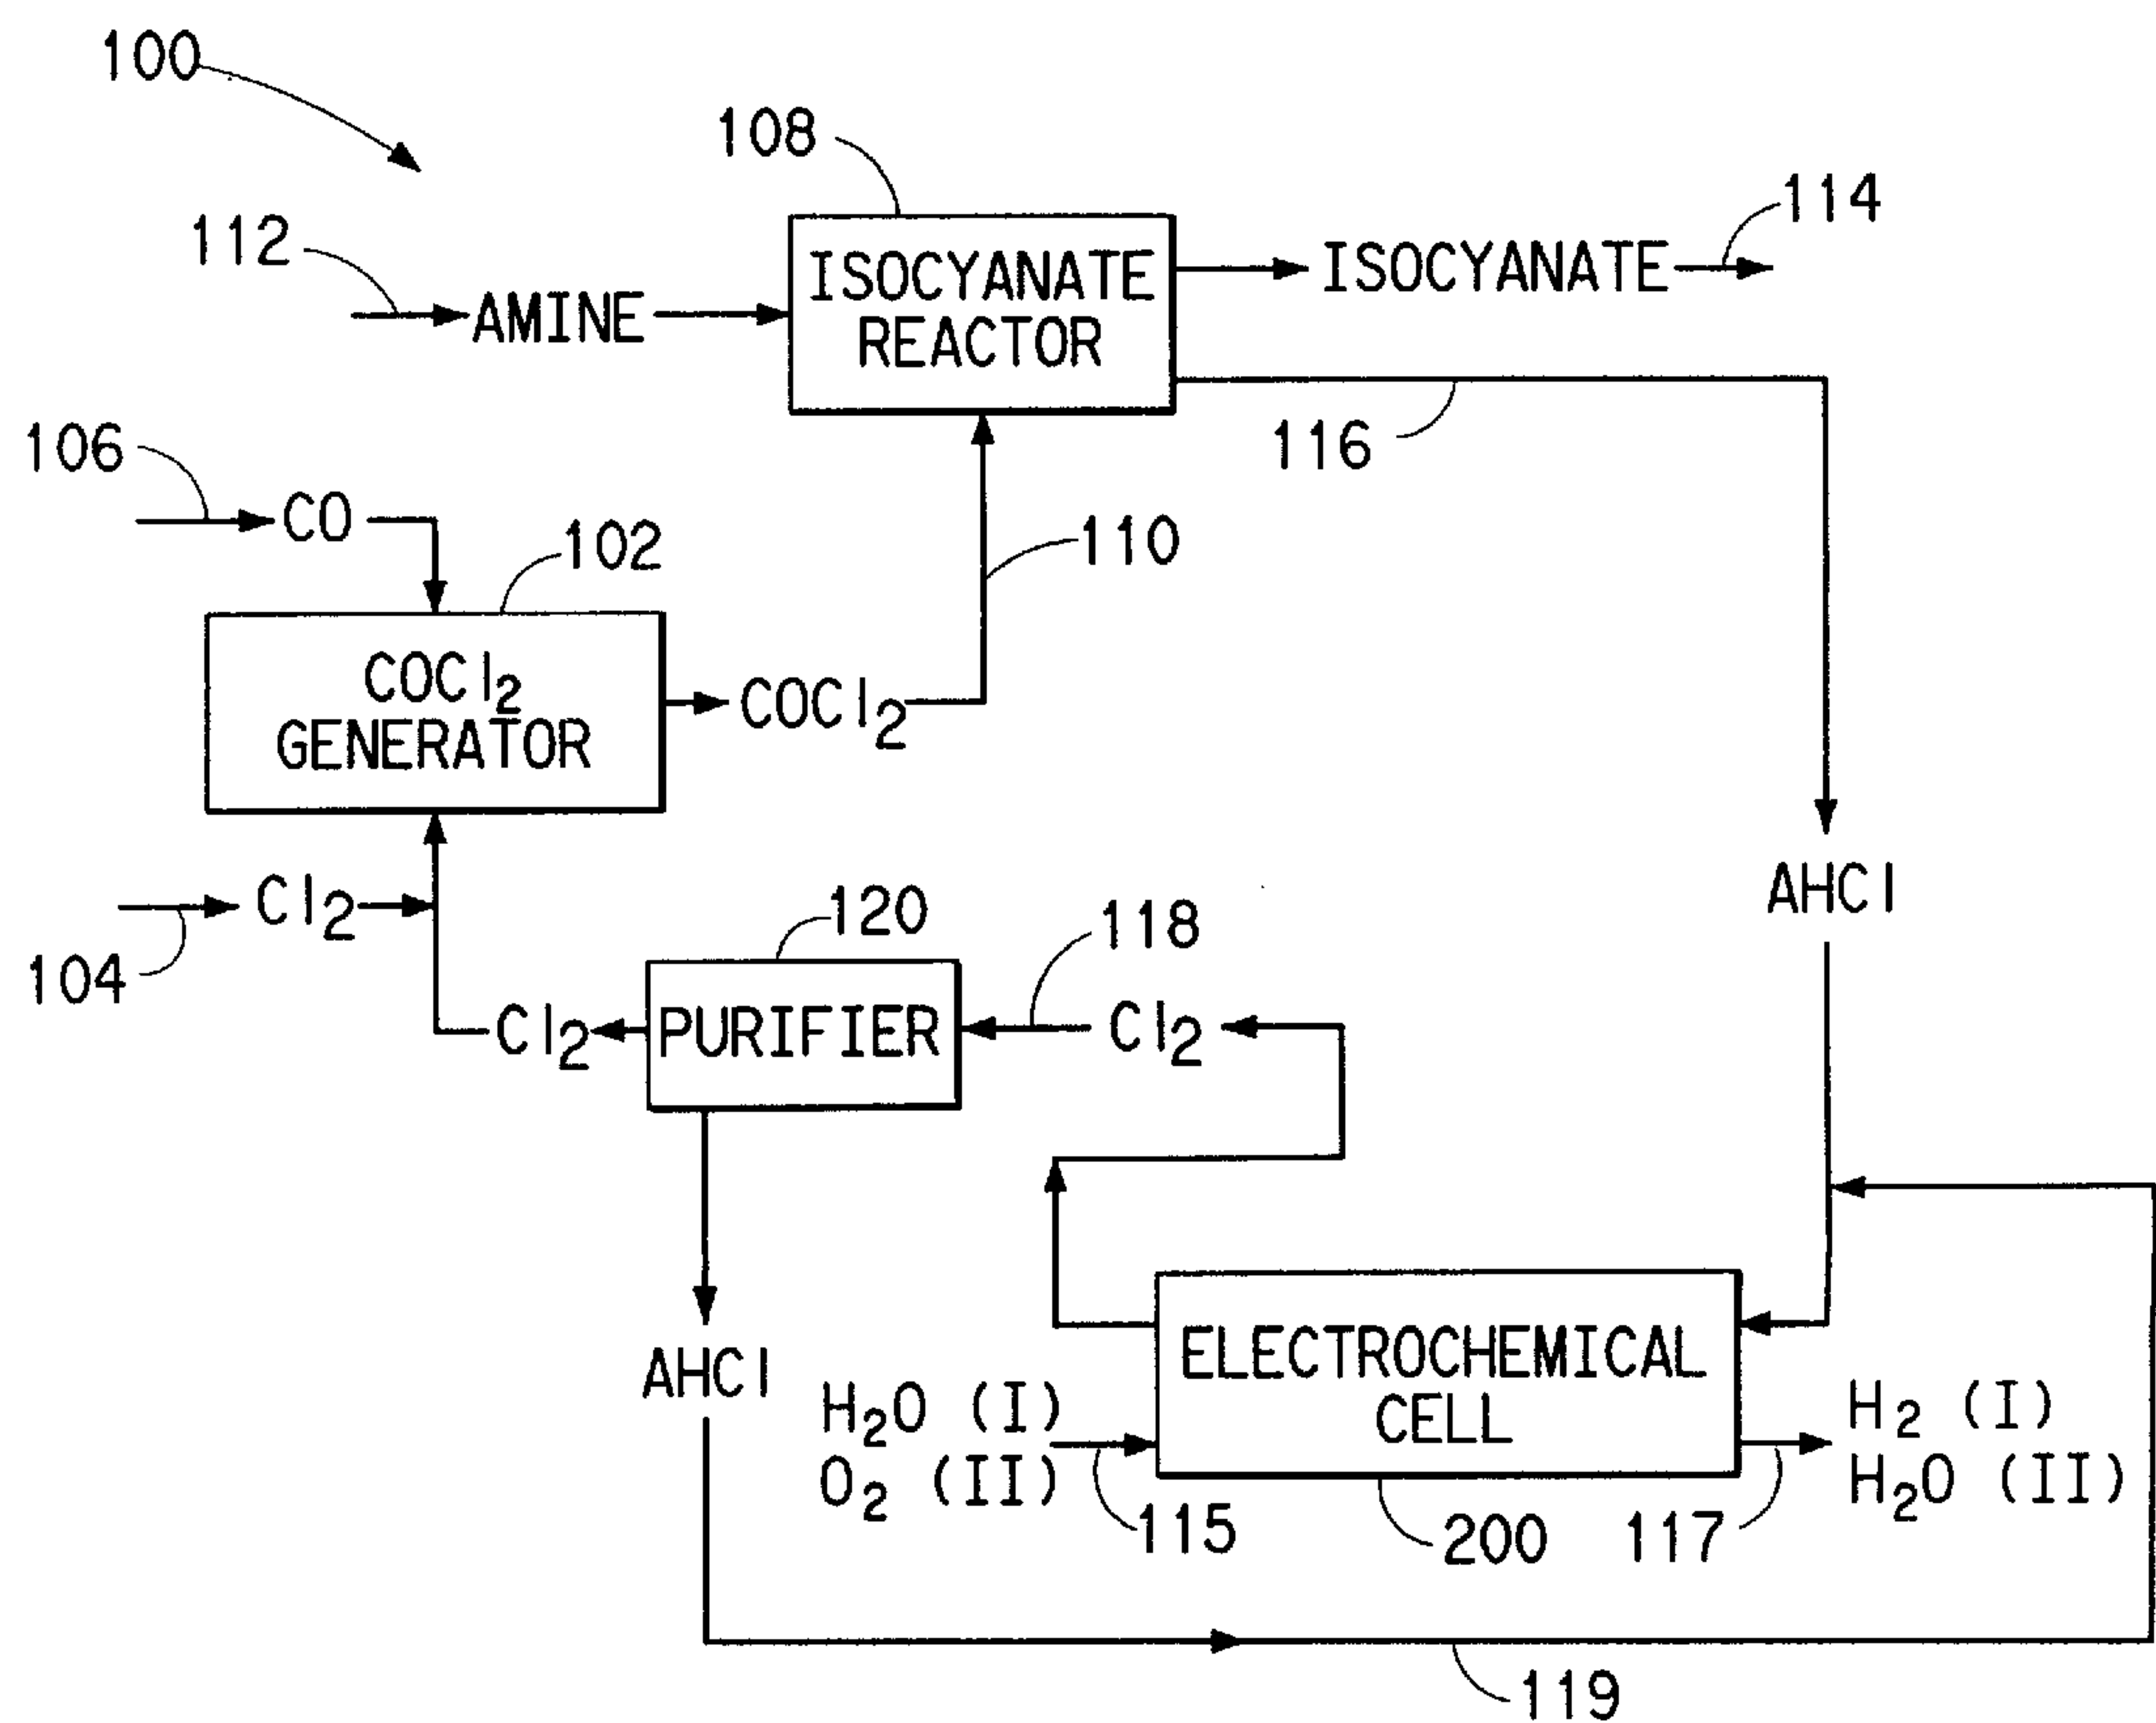 100
108
114
112
ISOCYANATE
REACTOR
ISOCYANATE
AMINE
116
106
CO
102
110
COCl₂
GENERATOR
COCl₂
AHCl
104
Cl₂
120
118
Cl₂
PURIFIER
Cl₂
AHCl
ELECTROCHEMICAL
CELL
H₂O (I)
O₂ (II)
H₂ (I)
H₂O (II)
115
200
117
119